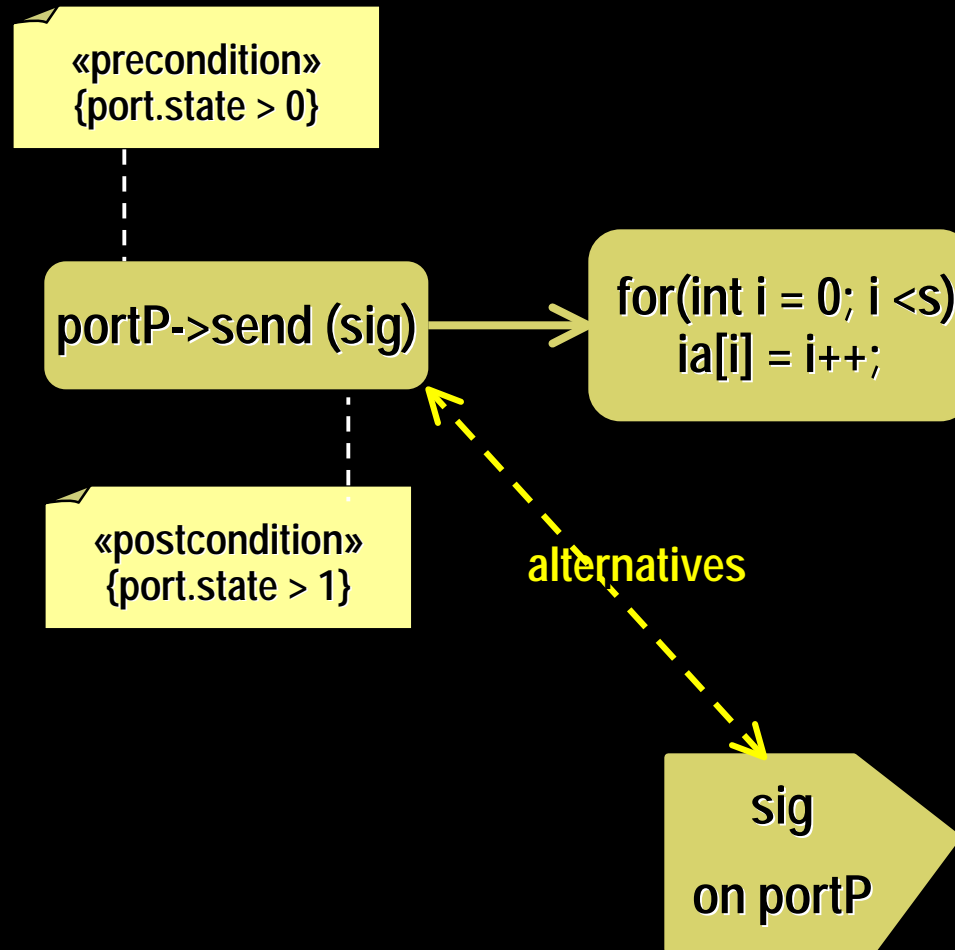 «precondition»
{port.state > 0}
portP->send (sig)
for(int i = 0; i <s)
ia[i] = i++;
«postcondition»
{port.state > 1}
alternatives
sig
on portP